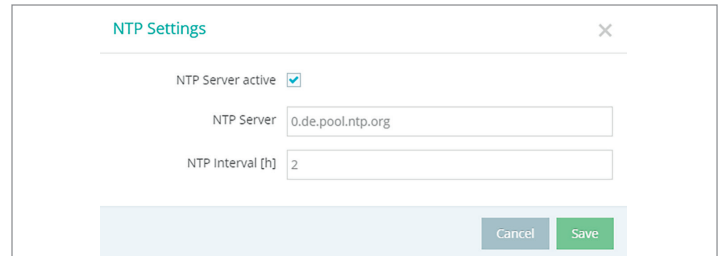 NTP Settings
NTP Server active
NTP Server 0.de.pool.ntp.org
NTP Interval [h] 2
Cancel Save